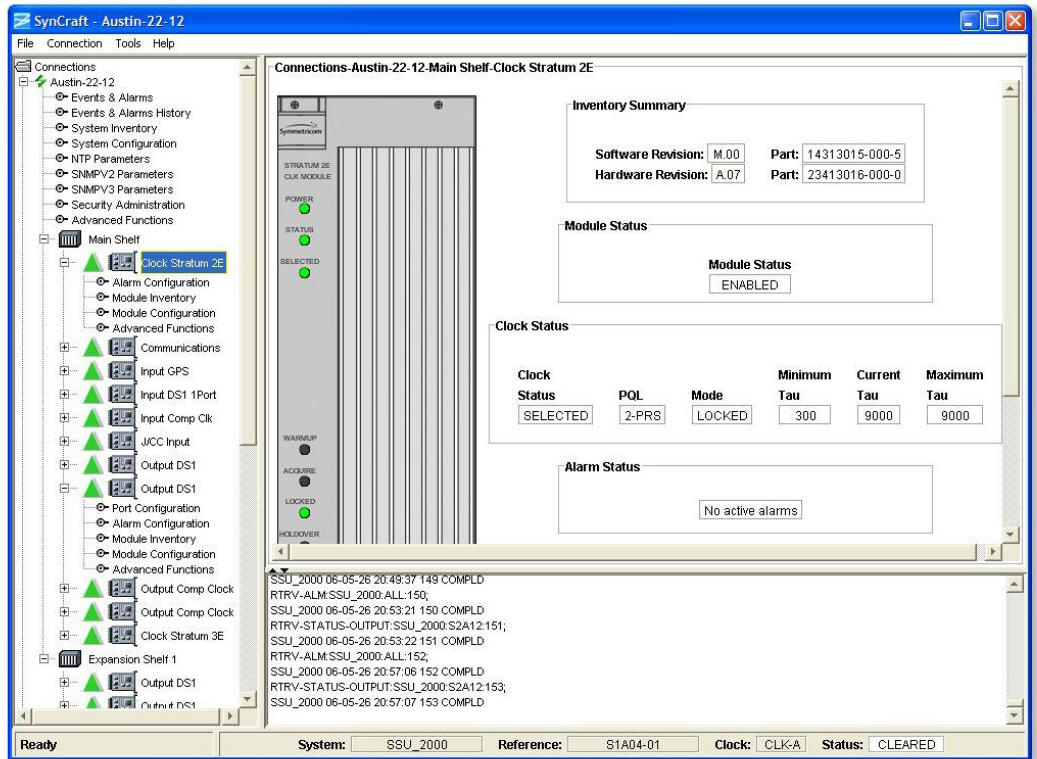 SynCraft - Austin-22-12
File Connection Tools Help
Connections
Austin-22-12
Events & Alarms
Events & Alarms History
System Inventory
System Configuration
NTP Parameters
SNMPV2 Parameters
SNMPV3 Parameters
Security Administration
Advanced Functions
Main Shelf
Clock Stratum 2E
Alarm Configuration
Module Inventory
Module Configuration
Advanced Functions
Communications
Input GPS
Input DS1 1Port
Input Comp Clk
J/CC Input
Output DS1
Output DS1
Port Configuration
Alarm Configuration
Module Inventory
Module Configuration
Advanced Functions
Output Comp Clock
Output Comp Clock
Clock Stratum 3E
Expansion Shelf 1
Output DS1
Output DS1
Connections-Austin-22-12-Main Shelf-Clock Stratum 2E
Symmetricom
STRATUM 2E
CLK MODULE
POWER
STATUS
SELECTED
WARMUP
ACQUIRE
LOCKED
HOLDOVER
Inventory Summary
Software Revision: M.00 Part: 14313015-000-5
Hardware Revision: A.07 Part: 23413016-000-0
Module Status
Module Status
ENABLED
Clock Status
Clock Minimum Current Maximum
Status PQL Mode Tau Tau Tau
SELECTED 2-PRS LOCKED 300 9000 9000
Alarm Status
No active alarms
SSU_2000 06-05-26 20:49:37 149 COMPLD
RTRV-ALM:SSU_2000:ALL:150;
SSU_2000 06-05-26 20:53:21 150 COMPLD
RTRV-STATUS-OUTPUT:SSU_2000:S2A12:151;
SSU_2000 06-05-26 20:53:22 151 COMPLD
RTRV-ALM:SSU_2000:ALL:152;
SSU_2000 06-05-26 20:57:06 152 COMPLD
RTRV-STATUS-OUTPUT:SSU_2000:S2A12:153;
SSU_2000 06-05-26 20:57:07 153 COMPLD
Ready System: SSU_2000 Reference: S1A04-01 Clock: CLK-A Status: CLEARED